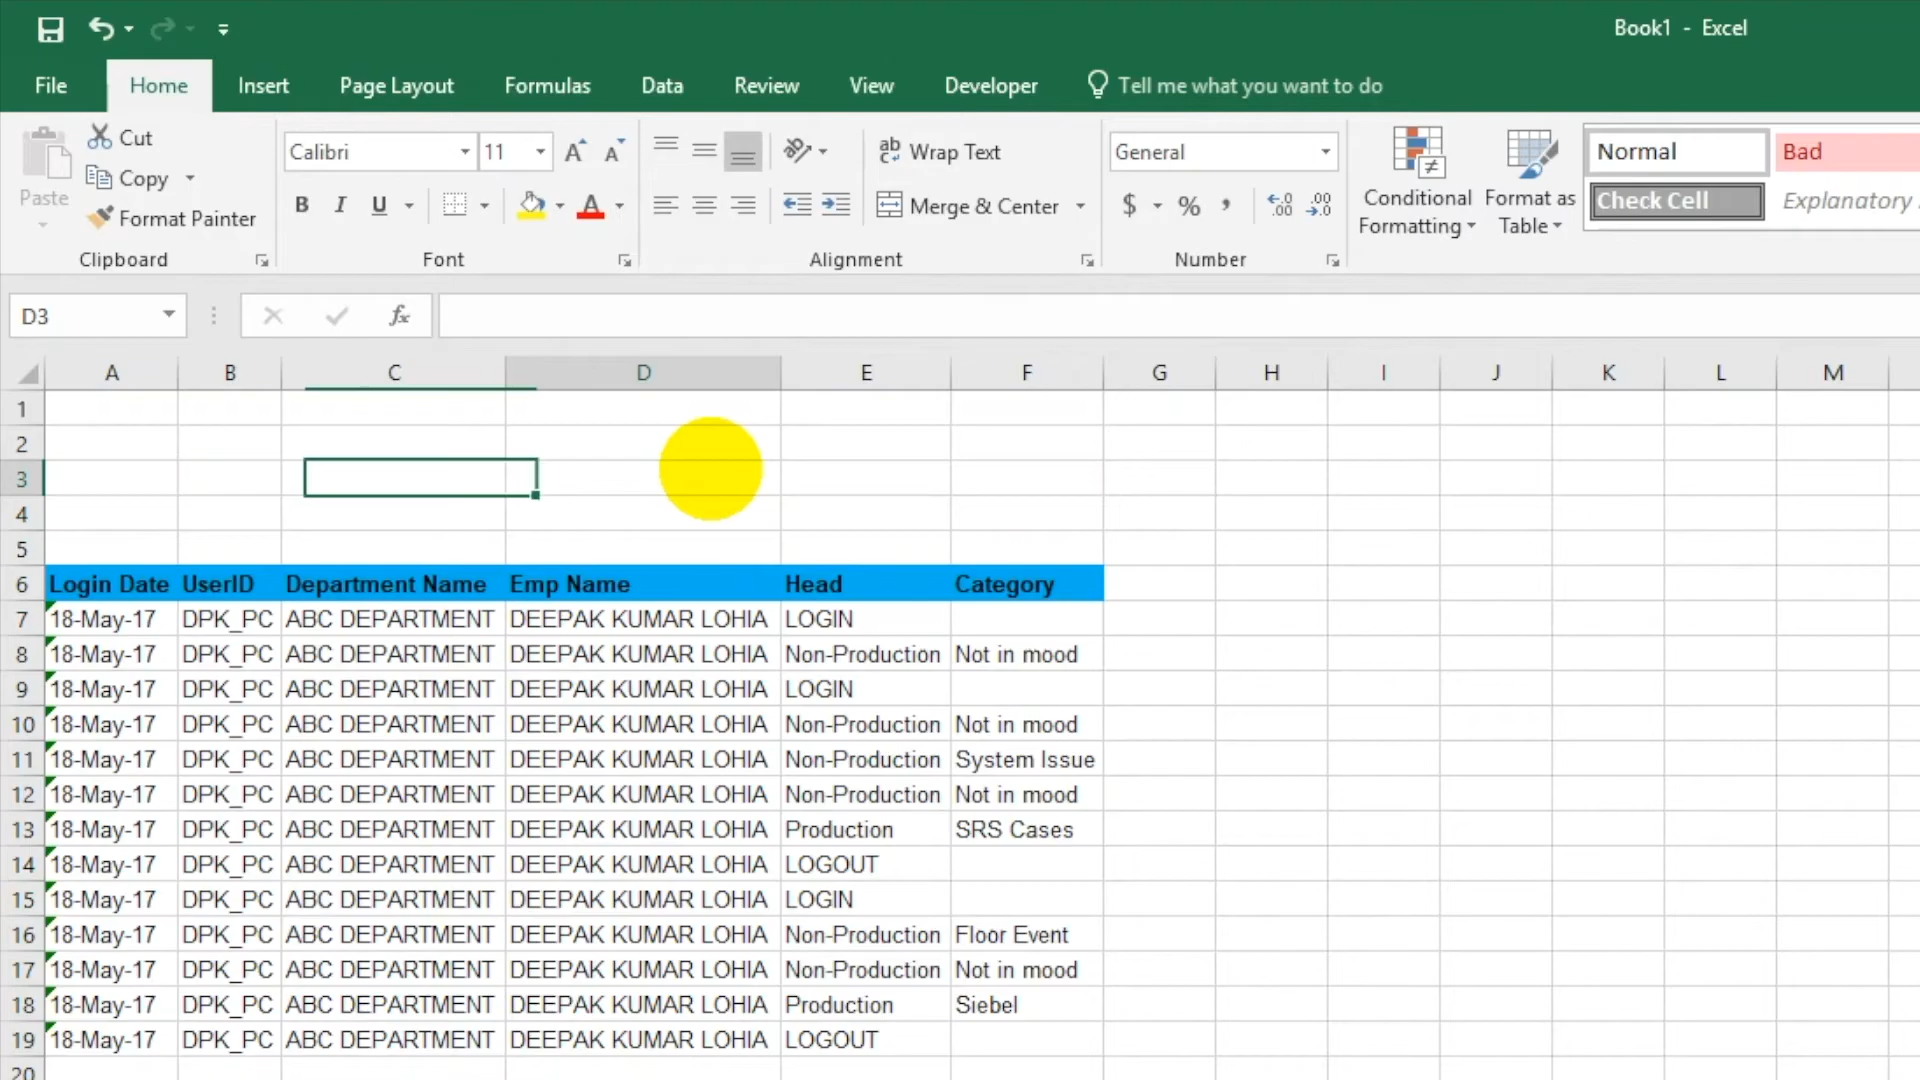 Book1 - Excel
File Home Insert Page Layout Formulas Data Review View Developer Tell me what you want to do
Cut
Copy
Format Painter
Paste
Clipboard
Calibri 11
B I U
Font
Wrap Text
Merge & Center
Alignment
General
$ % ,
Number
Conditional Formatting
Format as Table
Normal Bad
Check Cell Explanatory
D3 fx
A B C D E F G H I J K L M
1
2
3
4
5
6 Login Date UserID Department Name Emp Name Head Category
7 18-May-17 DPK_PC ABC DEPARTMENT DEEPAK KUMAR LOHIA LOGIN
8 18-May-17 DPK_PC ABC DEPARTMENT DEEPAK KUMAR LOHIA Non-Production Not in mood
9 18-May-17 DPK_PC ABC DEPARTMENT DEEPAK KUMAR LOHIA LOGIN
10 18-May-17 DPK_PC ABC DEPARTMENT DEEPAK KUMAR LOHIA Non-Production Not in mood
11 18-May-17 DPK_PC ABC DEPARTMENT DEEPAK KUMAR LOHIA Non-Production System Issue
12 18-May-17 DPK_PC ABC DEPARTMENT DEEPAK KUMAR LOHIA Non-Production Not in mood
13 18-May-17 DPK_PC ABC DEPARTMENT DEEPAK KUMAR LOHIA Production SRS Cases
14 18-May-17 DPK_PC ABC DEPARTMENT DEEPAK KUMAR LOHIA LOGOUT
15 18-May-17 DPK_PC ABC DEPARTMENT DEEPAK KUMAR LOHIA LOGIN
16 18-May-17 DPK_PC ABC DEPARTMENT DEEPAK KUMAR LOHIA Non-Production Floor Event
17 18-May-17 DPK_PC ABC DEPARTMENT DEEPAK KUMAR LOHIA Non-Production Not in mood
18 18-May-17 DPK_PC ABC DEPARTMENT DEEPAK KUMAR LOHIA Production Siebel
19 18-May-17 DPK_PC ABC DEPARTMENT DEEPAK KUMAR LOHIA LOGOUT
20